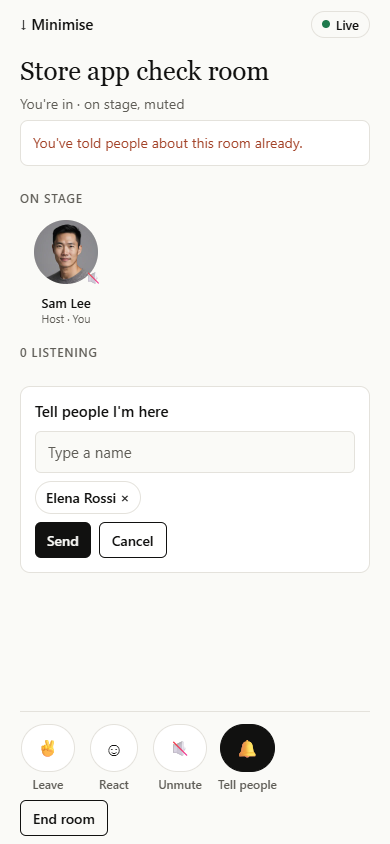 ↓ Minimise
Live
Store app check room
You're in · on stage, muted
You've told people about this room already.
ON STAGE
Sam Lee
Host · You
0 LISTENING
Tell people I'm here
Type a name
Elena Rossi ×
Send
Cancel
Leave
React
Unmute
Tell people
End room